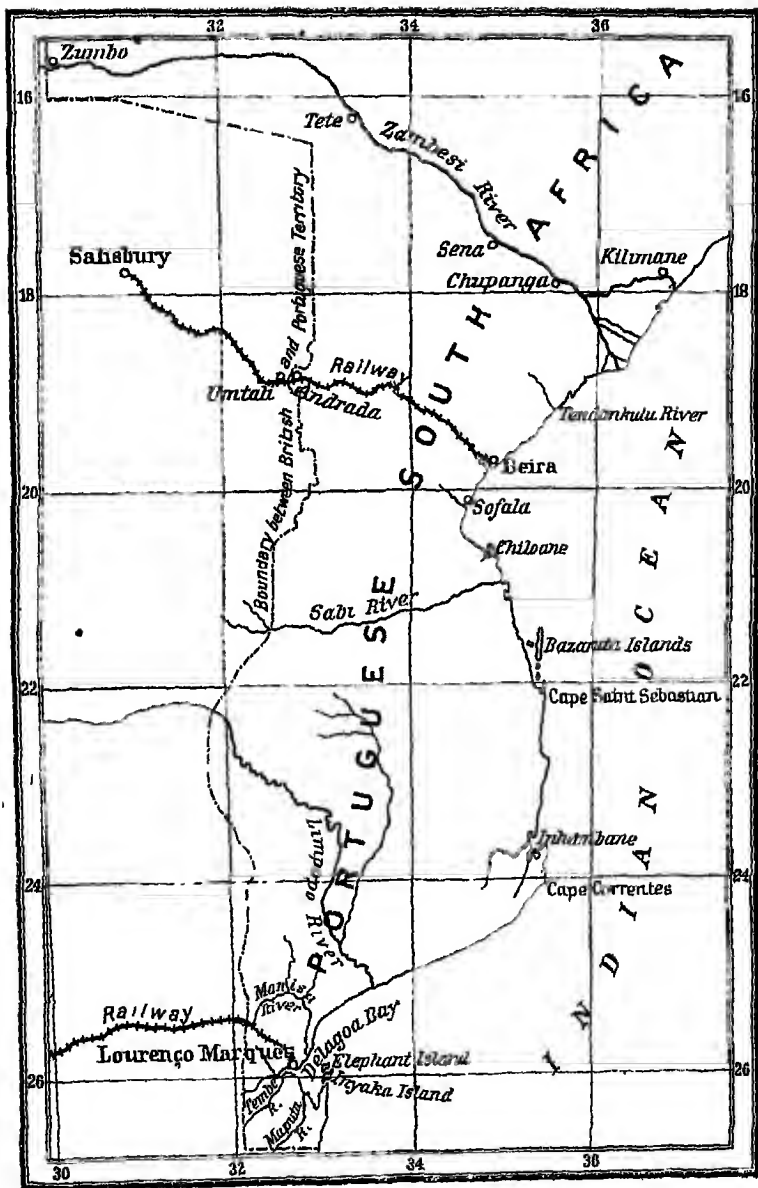 32 34 36
Zumbo
16 16
Tete
Zambesi River
SOUTH AFRICA
Salisbury
Sena
Kilimane
Chupanga
18 18
Boundary between British and Portuguese Territory
Railway
Umtali
Andrada
Tendankulu River
Beira
20 20
Sofala
Chiloane
Sabi River
Bazaruta Islands
22 22
Cape Saint Sebastian
PORTUGUESE
INDIAN OCEAN
Limpopo River
Inhambane
24 24
Cape Correntes
Manisa River
Railway
Delagoa Bay
Lourenço Marques
Elephant Island
26 26
Inyaka Island
Tembe R.
Maputa R.
30 32 34 36